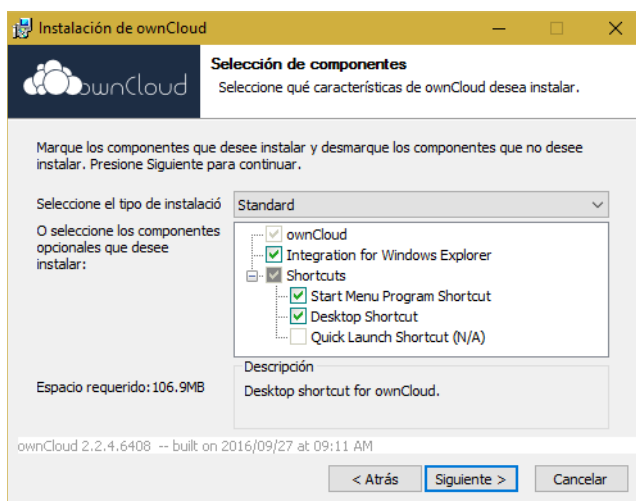 Instalación de ownCloud
ownCloud
Selección de componentes
Seleccione qué características de ownCloud desea instalar.
Marque los componentes que desee instalar y desmarque los componentes que no desee
instalar. Presione Siguiente para continuar.
Seleccione el tipo de instalació
Standard
O seleccione los componentes
opcionales que desee
instalar:
ownCloud
Integration for Windows Explorer
Shortcuts
Start Menu Program Shortcut
Desktop Shortcut
Quick Launch Shortcut (N/A)
Espacio requerido: 106.9MB
Descripción
Desktop shortcut for ownCloud.
ownCloud 2.2.4.6408 -- built on 2016/09/27 at 09:11 AM
< Atrás
Siguiente >
Cancelar